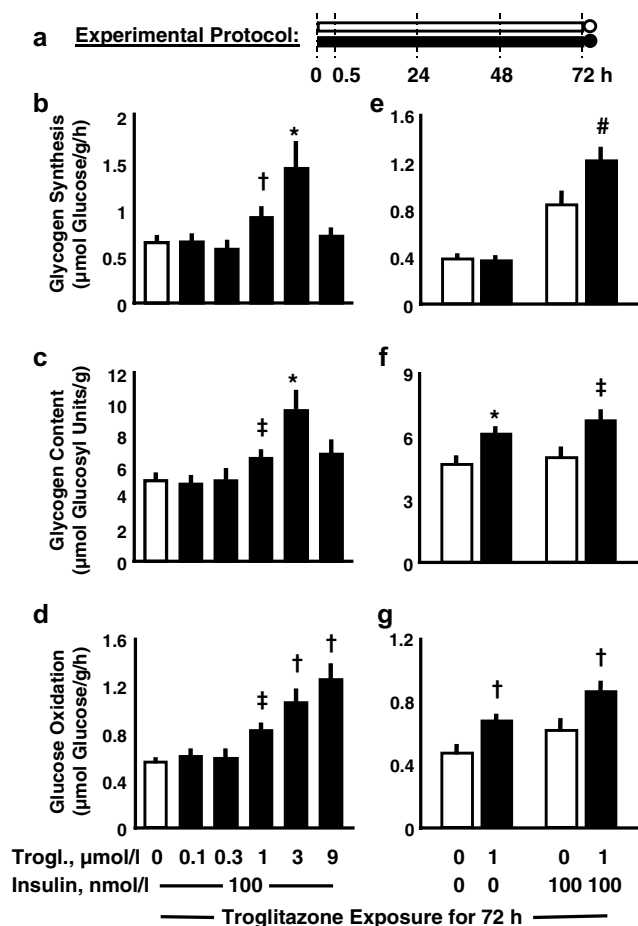 a Experimental Protocol:
0 0.5 24 48 72 h
b
Glycogen Synthesis
(µmol Glucose/g/h)
2
1.5
1
0.5
0
†
*
e
1.6
1.2
0.8
0.4
0
#
c
Glycogen Content
(µmol Glucosyl Units/g)
12
10
8
6
4
2
0
‡
*
f
9
6
3
0
*
‡
d
Glucose Oxidation
(µmol Glucose/g/h)
1.6
1.2
0.8
0.4
0
‡
†
†
g
1.2
0.8
0.4
0
†
†
Trogl., µmol/l 0 0.1 0.3 1 3 9 0 1 0 1
Insulin, nmol/l 100 0 0 100 100
Troglitazone Exposure for 72 h